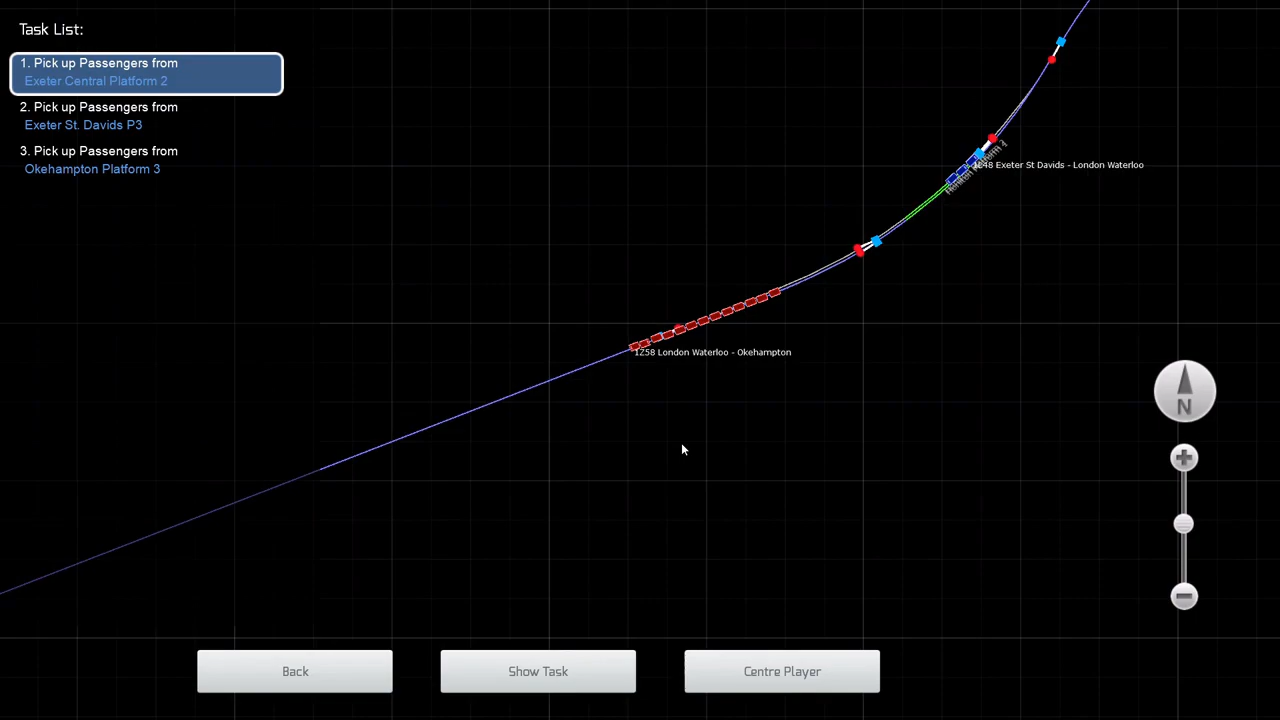 Task List:
1. Pick up Passengers from
Exeter Central Platform 2
2. Pick up Passengers from
Exeter St. Davids P3
3. Pick up Passengers from
Okehampton Platform 3
Exeter St Davids - London Waterloo
1Z58 London Waterloo - Okehampton
N
Back
Show Task
Centre Player